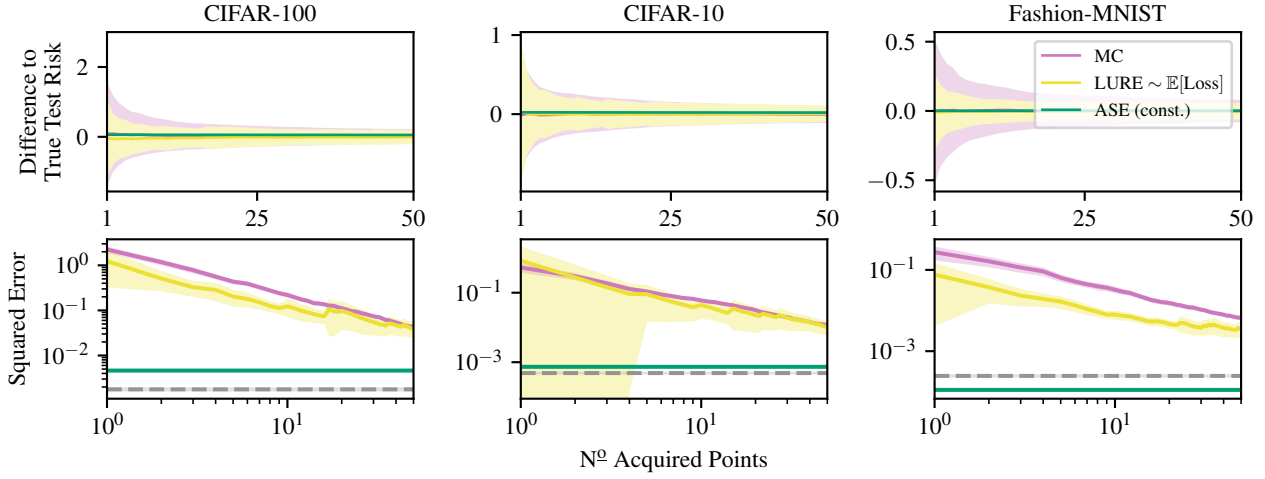 CIFAR-100
CIFAR-10
Fashion-MNIST
Difference to
True Test Risk
2
0
1
0
0.5
0.0
−0.5
MC
LURE ∼ 𝔼[Loss]
ASE (const.)
1
25
50
1
25
50
1
25
50
Squared Error
10⁰
10⁻¹
10⁻²
10⁻¹
10⁻³
10⁻¹
10⁻³
10⁰
10¹
10⁰
10¹
10⁰
10¹
Nº Acquired Points